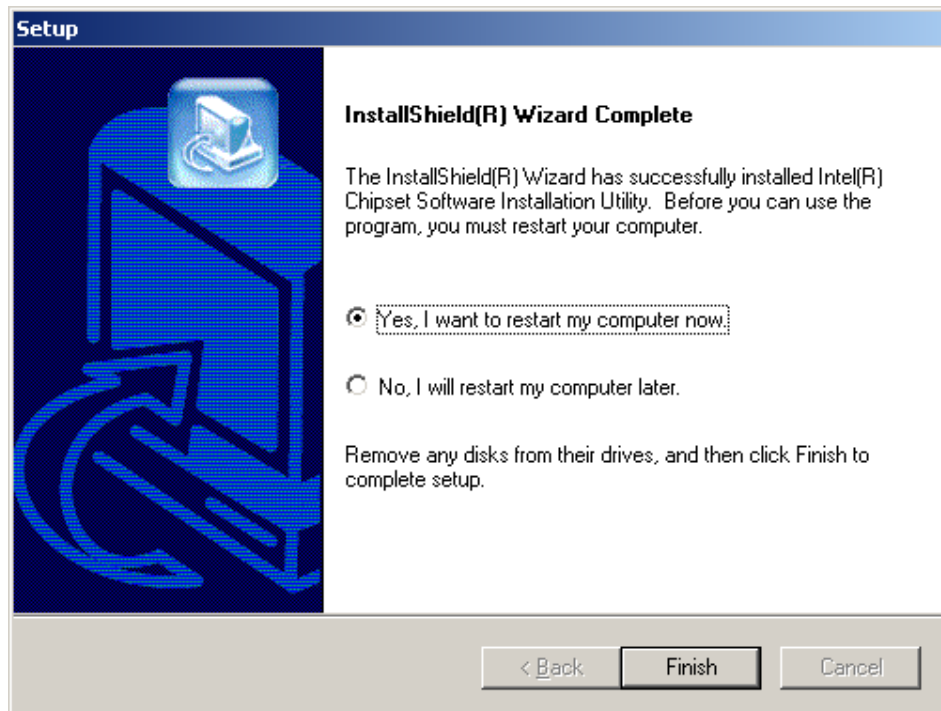 Setup
InstallShield(R) Wizard Complete
The InstallShield(R) Wizard has successfully installed Intel(R)
Chipset Software Installation Utility.  Before you can use the
program, you must restart your computer.
Yes, I want to restart my computer now.
No, I will restart my computer later.
Remove any disks from their drives, and then click Finish to
complete setup.
< Back
Finish
Cancel